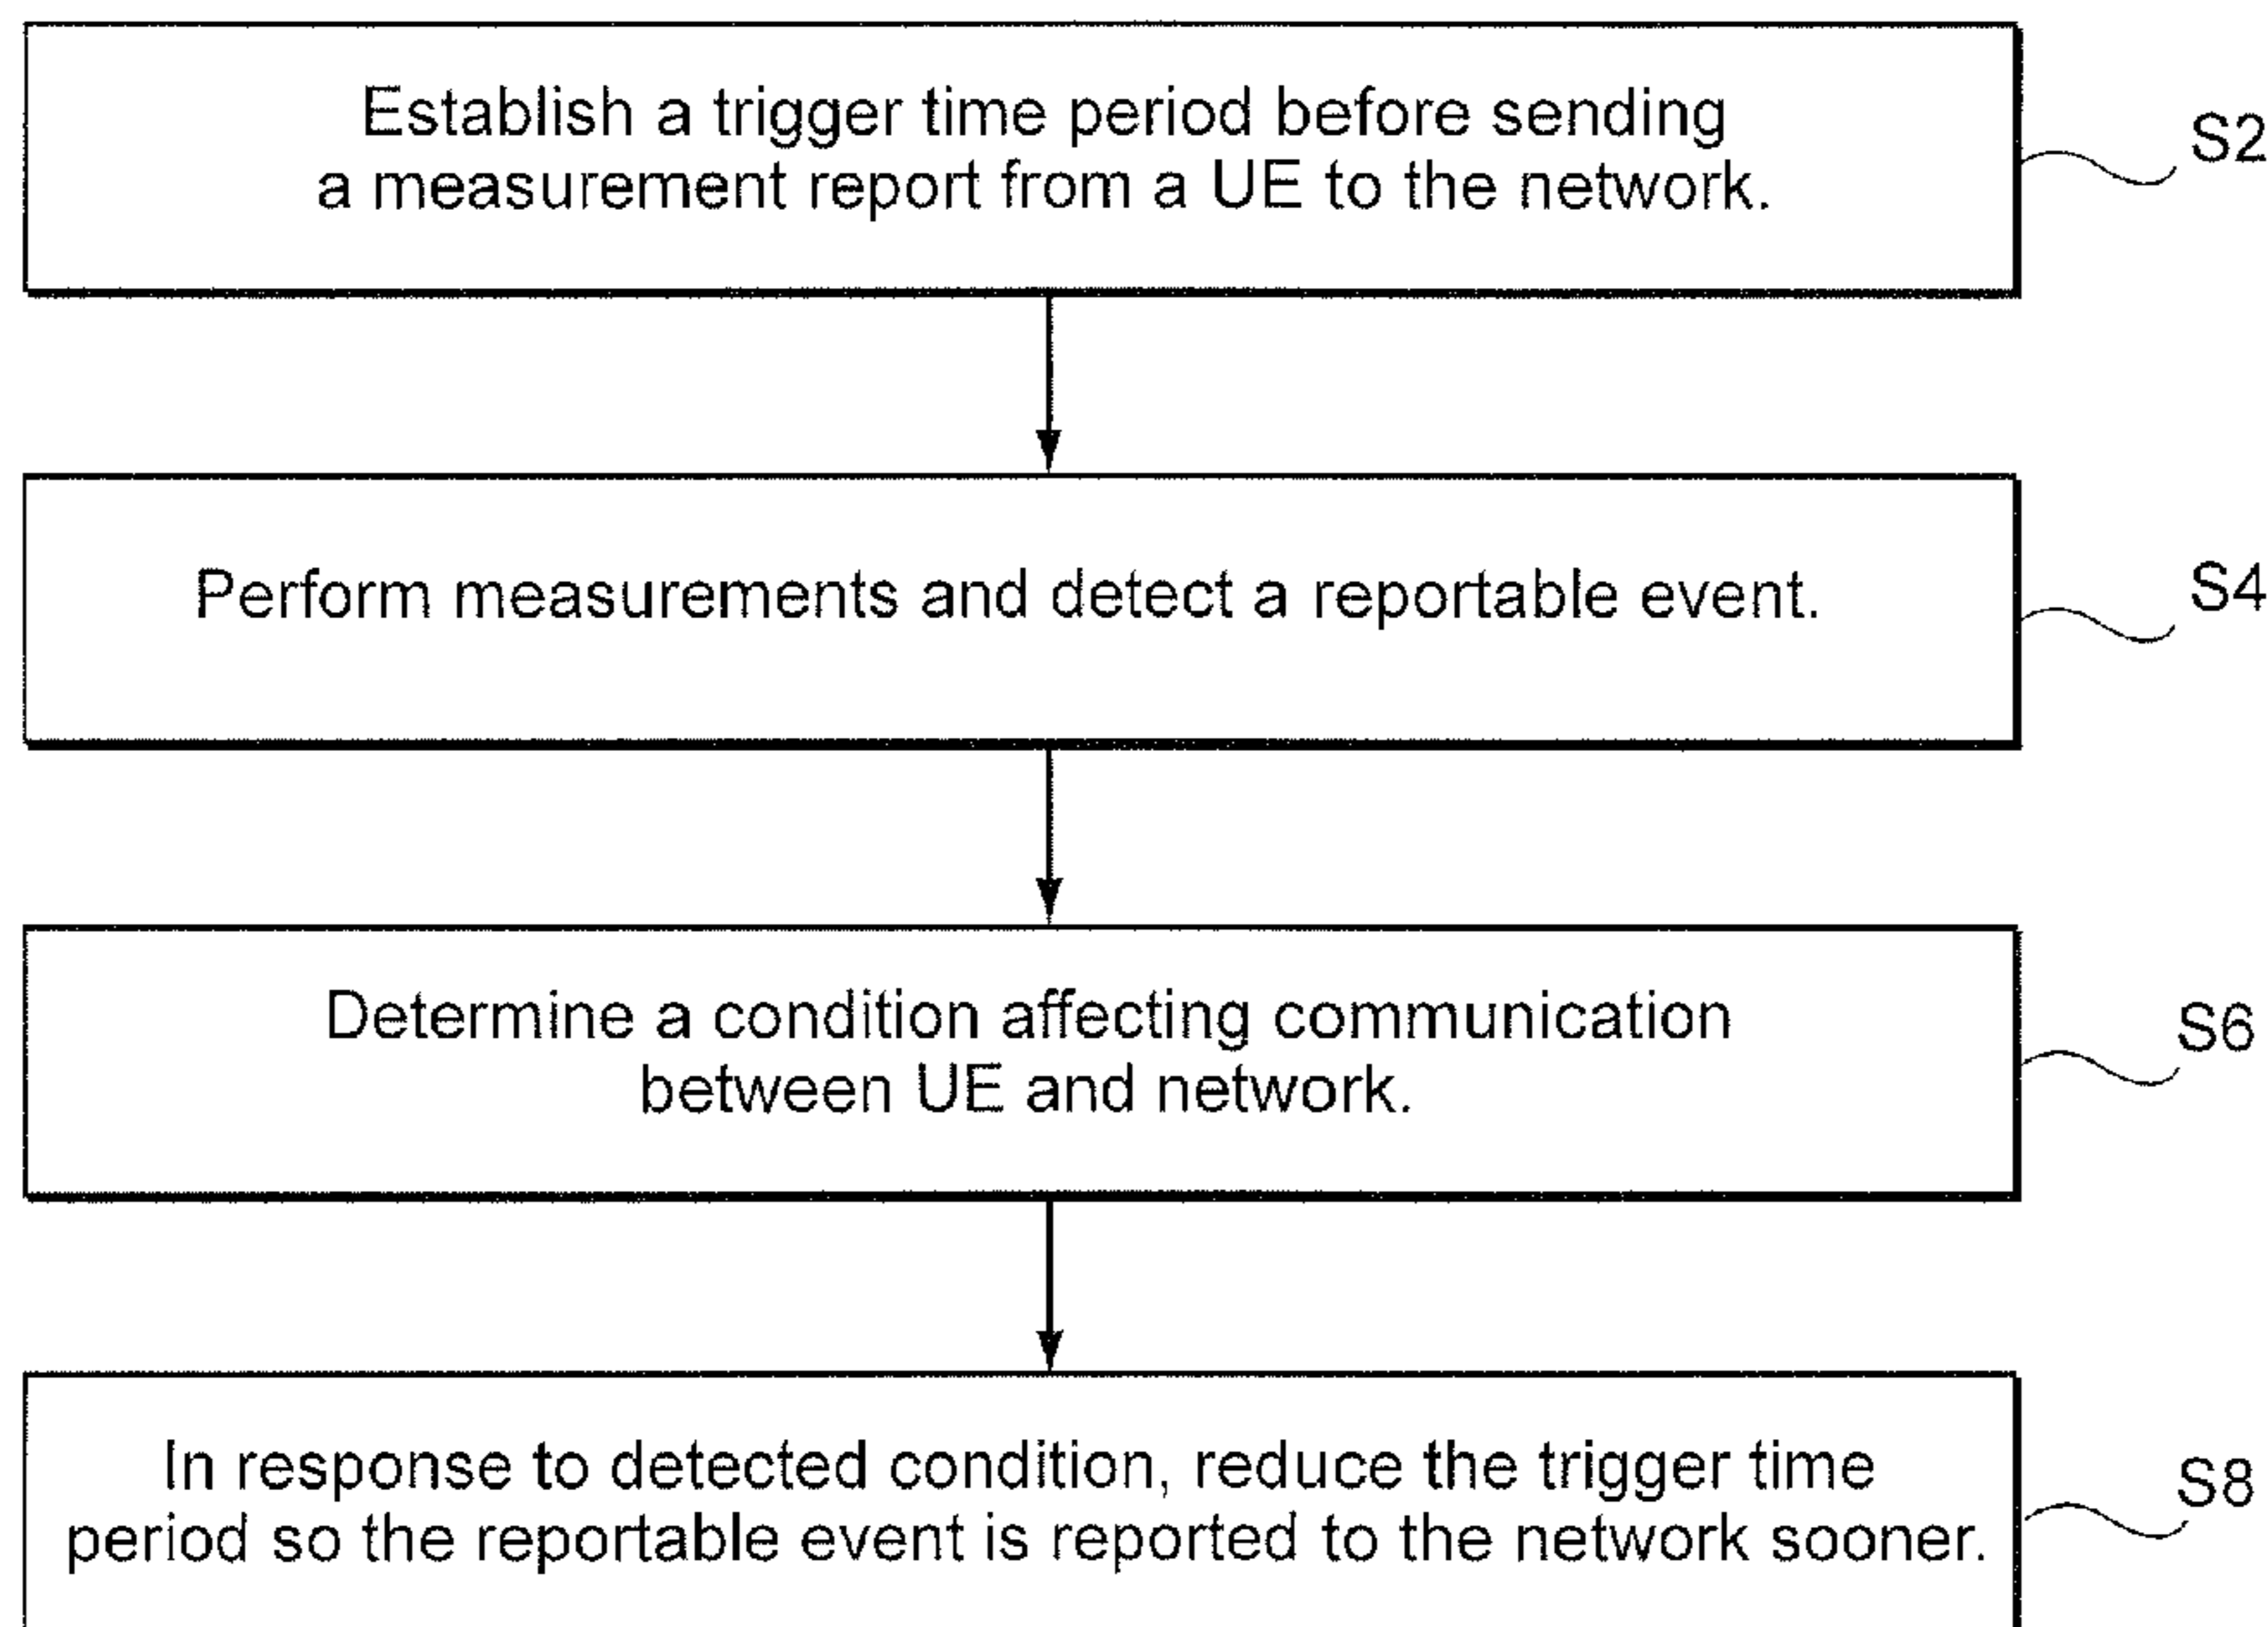 Establish a trigger time period before sending
a measurement report from a UE to the network.
S2
Perform measurements and detect a reportable event.
S4
Determine a condition affecting communication
between UE and network.
S6
In response to detected condition, reduce the trigger time
period so the reportable event is reported to the network sooner.
S8